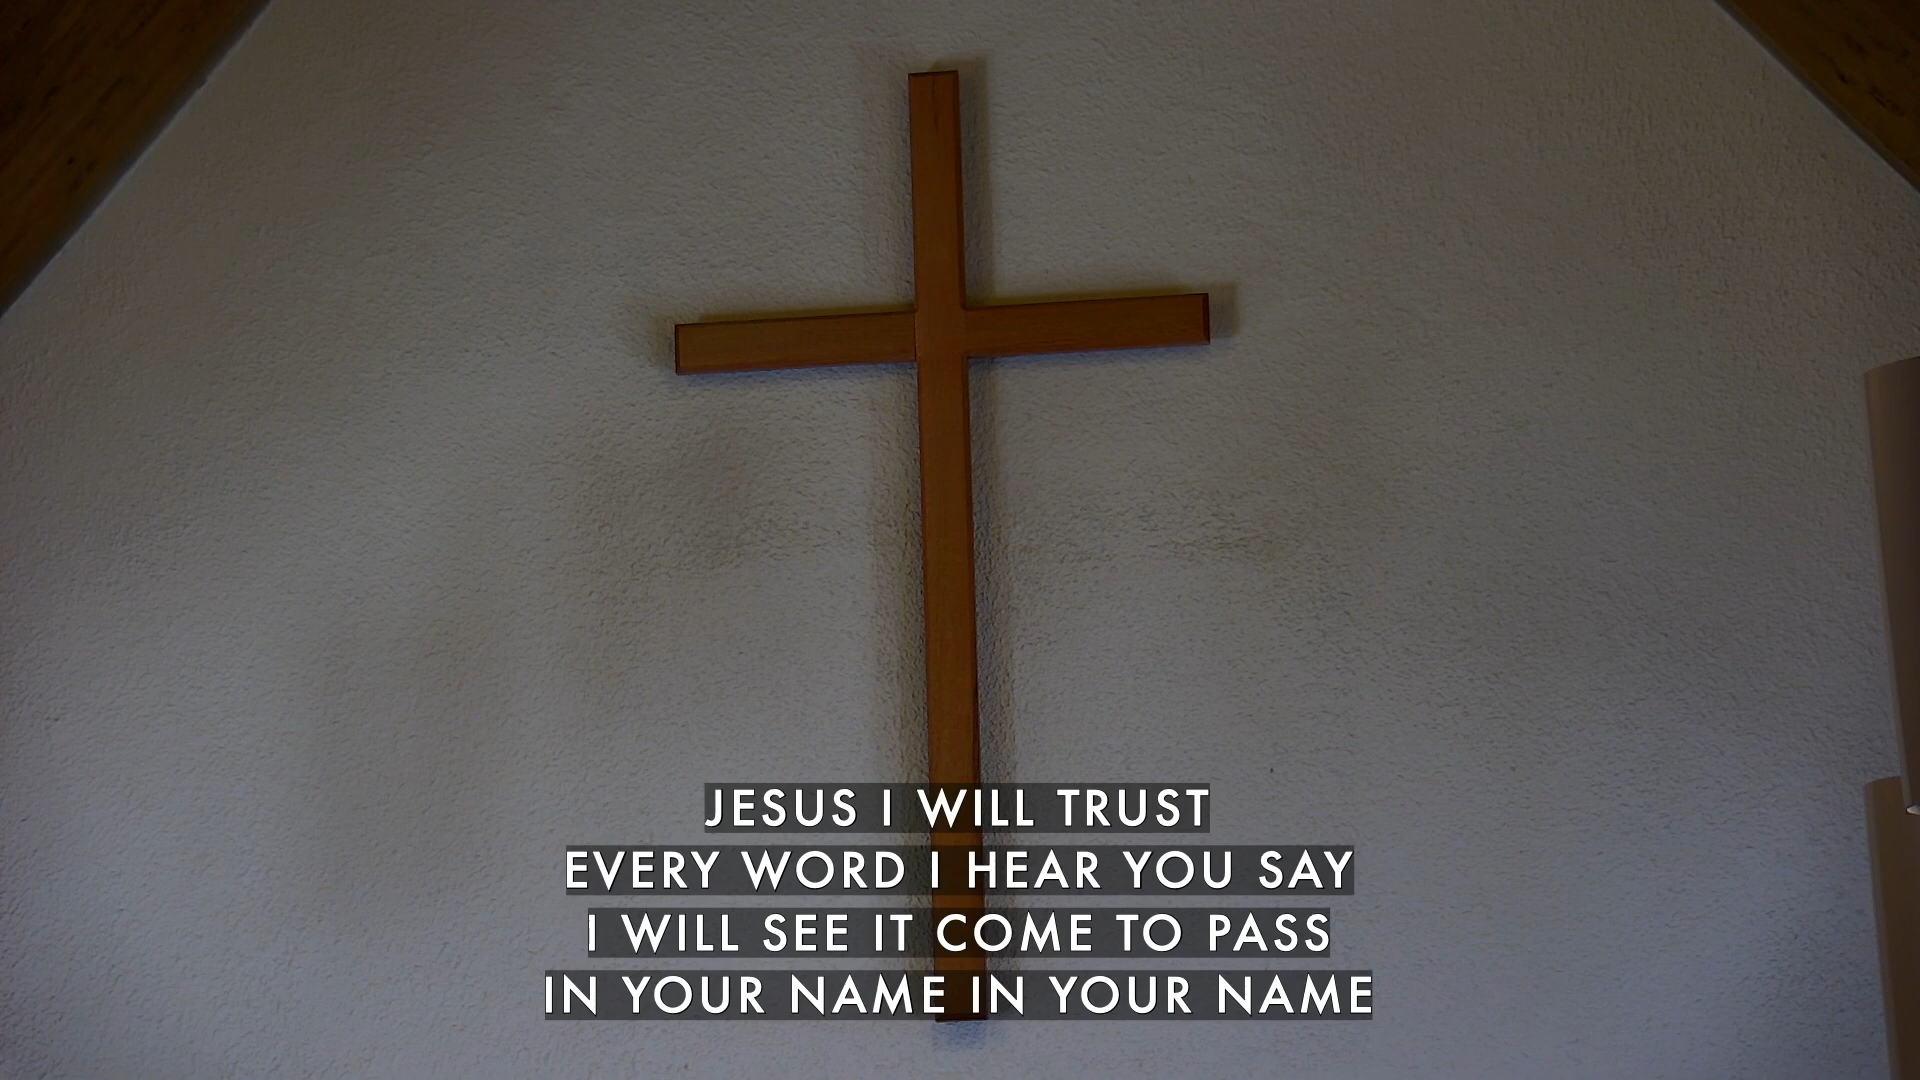 JESUS I WILL TRUST
EVERY WORD I HEAR YOU SAY
I WILL SEE IT COME TO PASS
IN YOUR NAME IN YOUR NAME